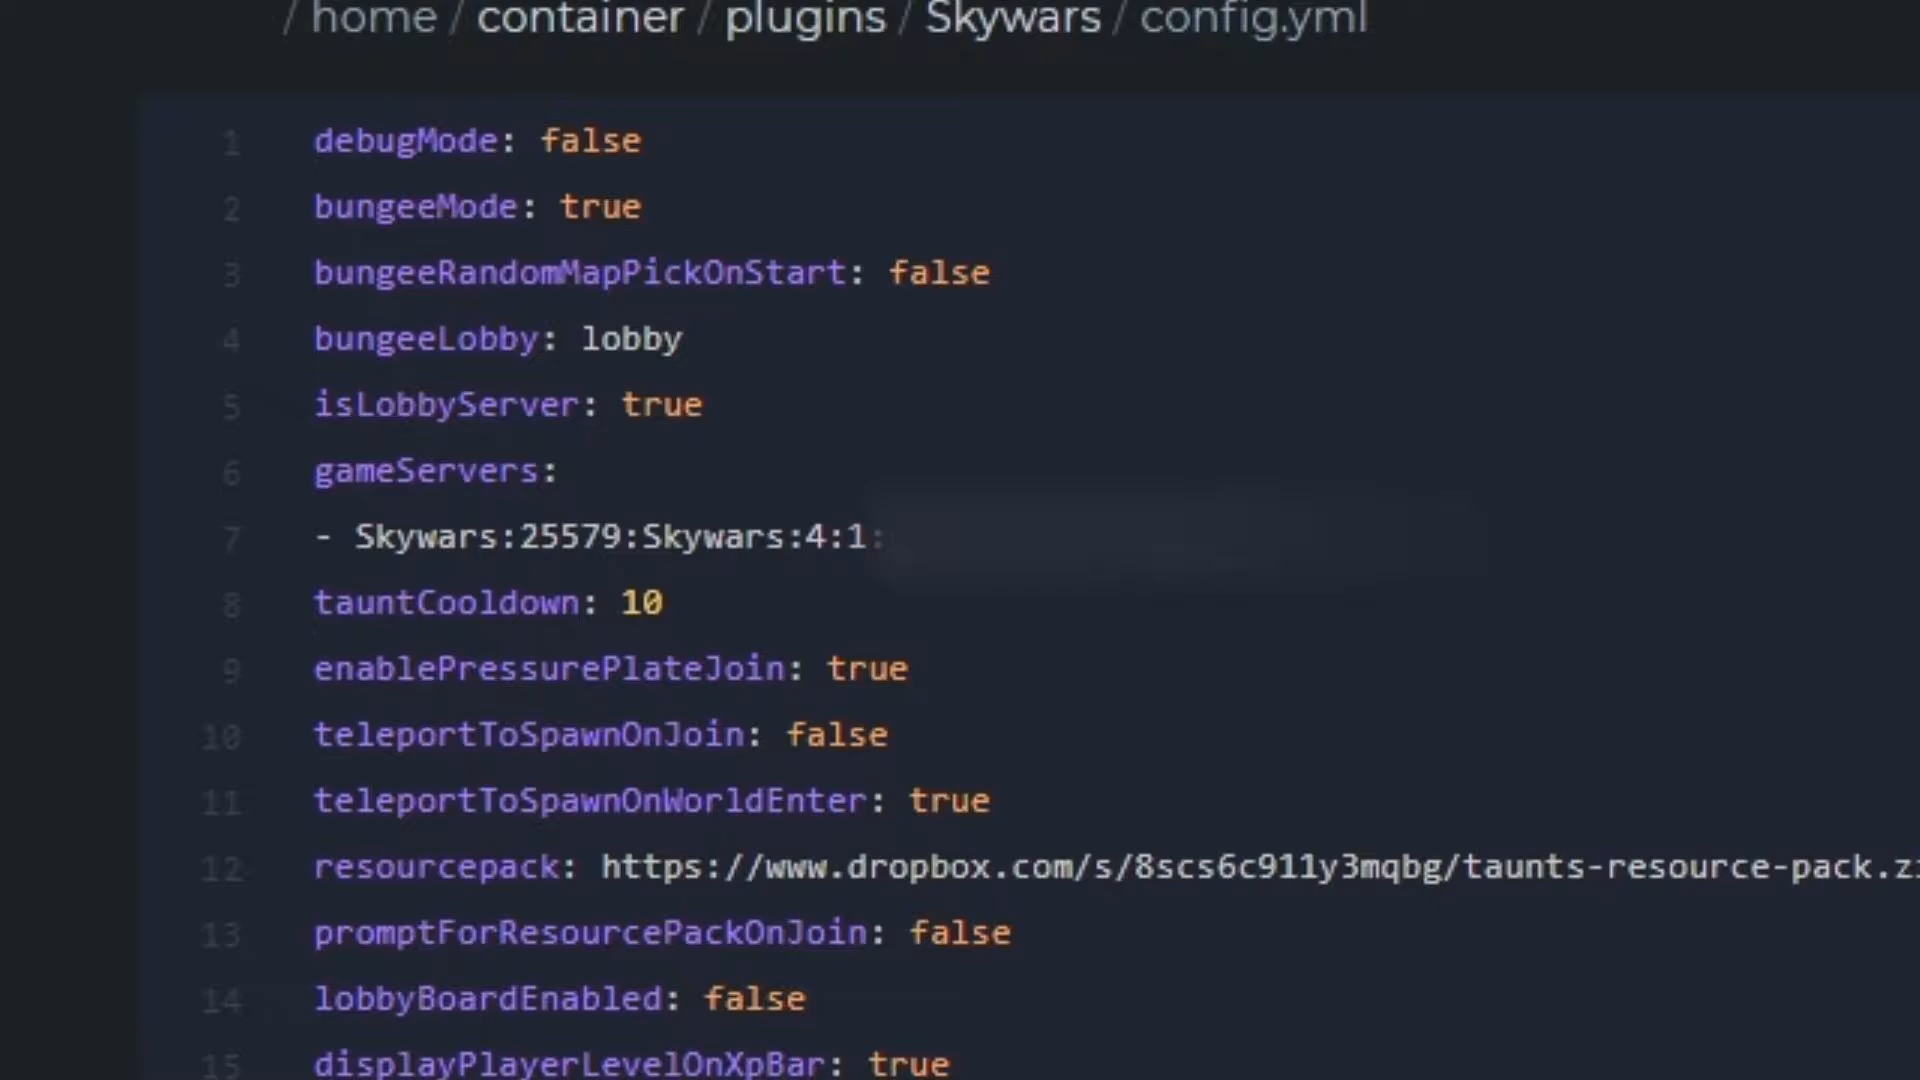 / home / container / plugins / Skywars / config.yml
1 debugMode: false
2 bungeeMode: true
3 bungeeRandomMapPickOnStart: false
4 bungeeLobby: lobby
5 isLobbyServer: true
6 gameServers:
7 - Skywars:25579:Skywars:4:1:
8 tauntCooldown: 10
9 enablePressurePlateJoin: true
10 teleportToSpawnOnJoin: false
11 teleportToSpawnOnWorldEnter: true
12 resourcepack: https://www.dropbox.com/s/8scs6c911y3mqbg/taunts-resource-pack.zi
13 promptForResourcePackOnJoin: false
14 lobbyBoardEnabled: false
15 displayPlayerLevelOnXpBar: true